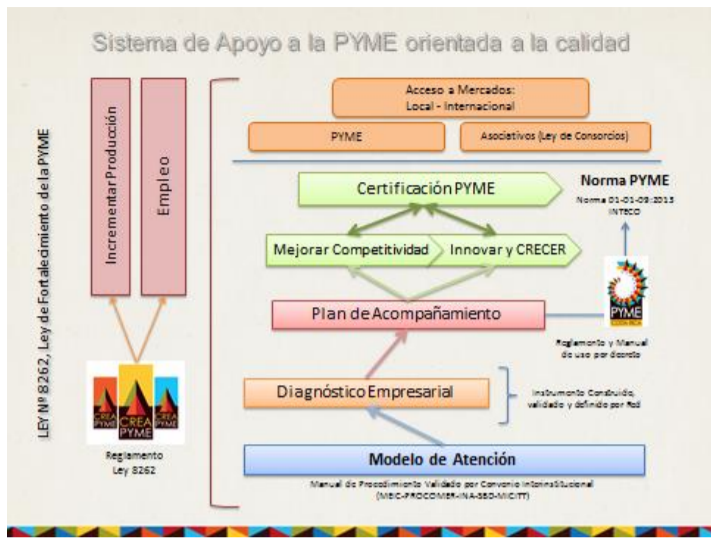 Sistema de Apoyo a la PYME orientada a la calidad
LEY Nº 8262, Ley de Fortalecimiento de la PYME
Incrementar Producción
Empleo
CREA
PYME
CREA
PYME
CREA
PYME
Reglamento
Ley 8262
Acceso a Mercados:
Local - Internacional
PYME
Asociativos (Ley de Consorcios)
Certificación PYME
Norma PYME
Norma 01-01-09:2013
INTECO
Mejorar Competitividad
Innovar y CRECER
Plan de Acompañamiento
PYME
COSTA RICA
Reglamento y Manual
de uso por decreto
Diagnóstico Empresarial
Instrumento Construido,
validado y definido por Red
Modelo de Atención
Manual de Procedimiento Validado por Convenio Interinstitucional
(MEIC-PROCOMER-INA-SBD-MICITT)